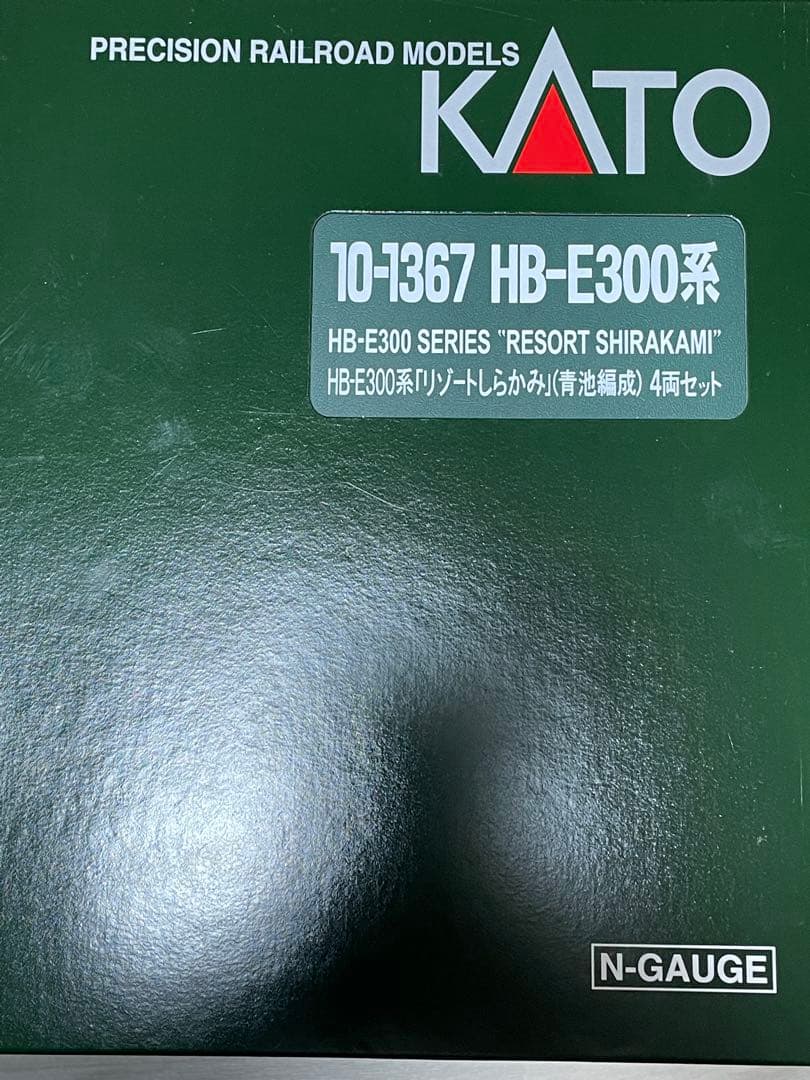 PRECISION RAILROAD MODELS
KATO
10-1367 HB-E300系
HB-E300 SERIES "RESORT SHIRAKAMI"
HB-E300系「リゾートしらかみ」(青池編成) 4両セット
N-GAUGE